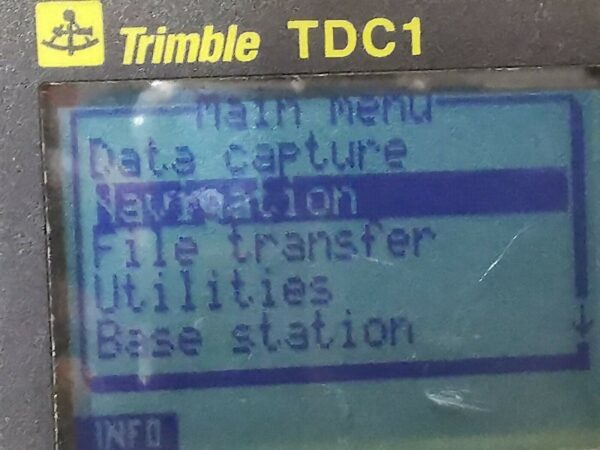 Trimble TDC1
Main menu
Data capture
Navigation
File transfer
Utilities
Base station
INFO